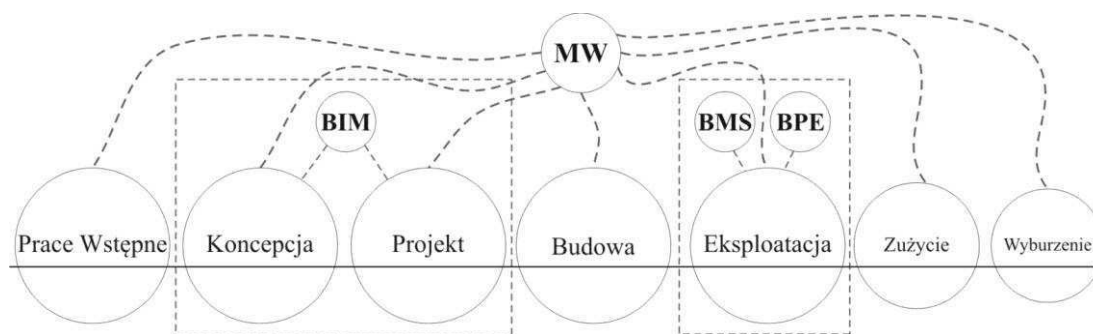 MW
BIM
BMS BPE
Prace Wstępne Koncepcja Projekt Budowa Eksploatacja Zużycie Wyburzenie